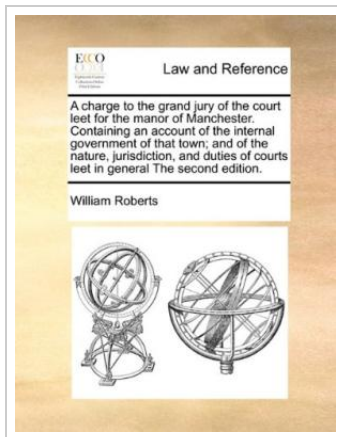 ECCO
Law and Reference
A charge to the grand jury of the court
leet for the manor of Manchester.
Containing an account of the internal
government of that town; and of the
nature, jurisdiction, and duties of courts
leet in general The second edition.
William Roberts